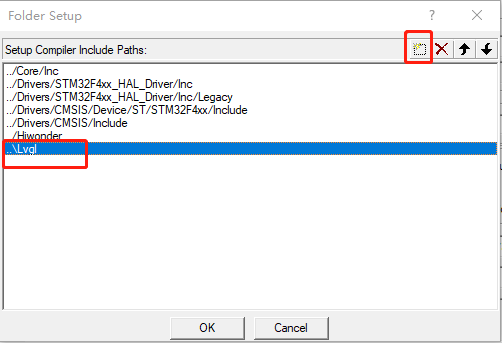 Folder Setup
?
Setup Compiler Include Paths:
../Core/Inc
../Drivers/STM32F4xx_HAL_Driver/Inc
../Drivers/STM32F4xx_HAL_Driver/Inc/Legacy
../Drivers/CMSIS/Device/ST/STM32F4xx/Include
../Drivers/CMSIS/Include
../Hiwonder
..\Lvgl
OK
Cancel